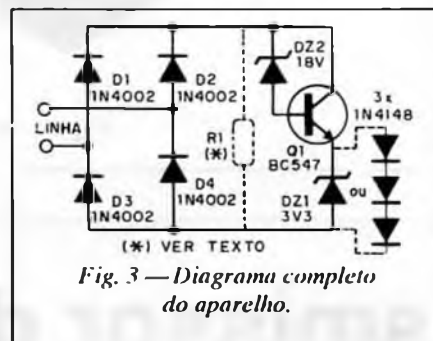 DZ2
18V
D1
1N4002
D2
1N4002
3x
1N4148
LINHA
R1
(*)
Q1
BC547
D3
1N4002
D4
1N4002
DZ1
3V3
ou
(*) VER TEXTO
Fig. 3 — Diagrama completo
do aparelho.